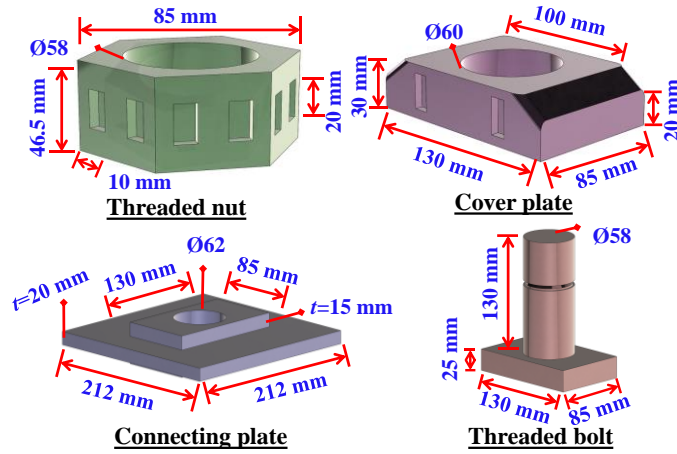 85 mm
Ø58
46.5 mm
20 mm
10 mm
Threaded nut
100 mm
Ø60
30 mm
20 mm
130 mm
85 mm
Cover plate
Ø62
130 mm
85 mm
t=20 mm
t=15 mm
212 mm
212 mm
Connecting plate
Ø58
130 mm
25 mm
130 mm
85 mm
Threaded bolt